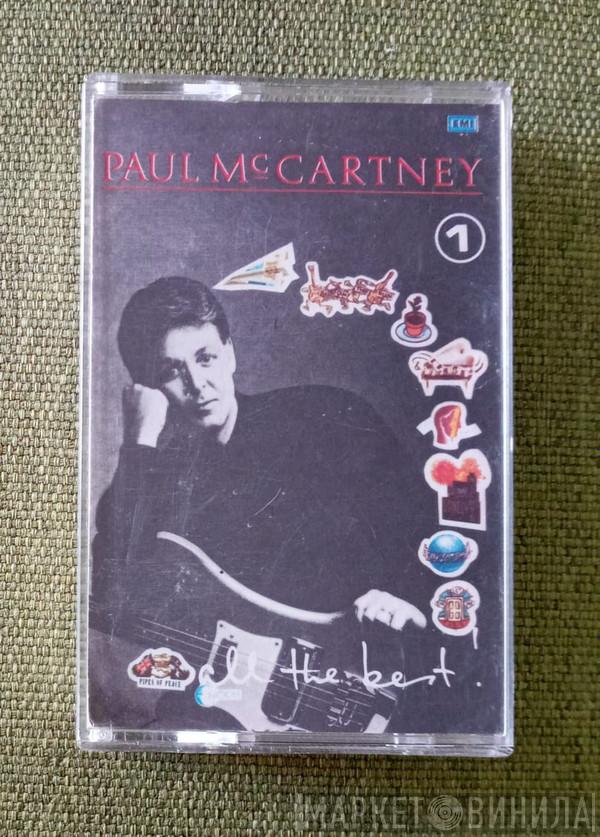 EMI
PAUL McCARTNEY
1
all the best!
PIPES OF PEACE
МАРКЕТ ВИНИЛА